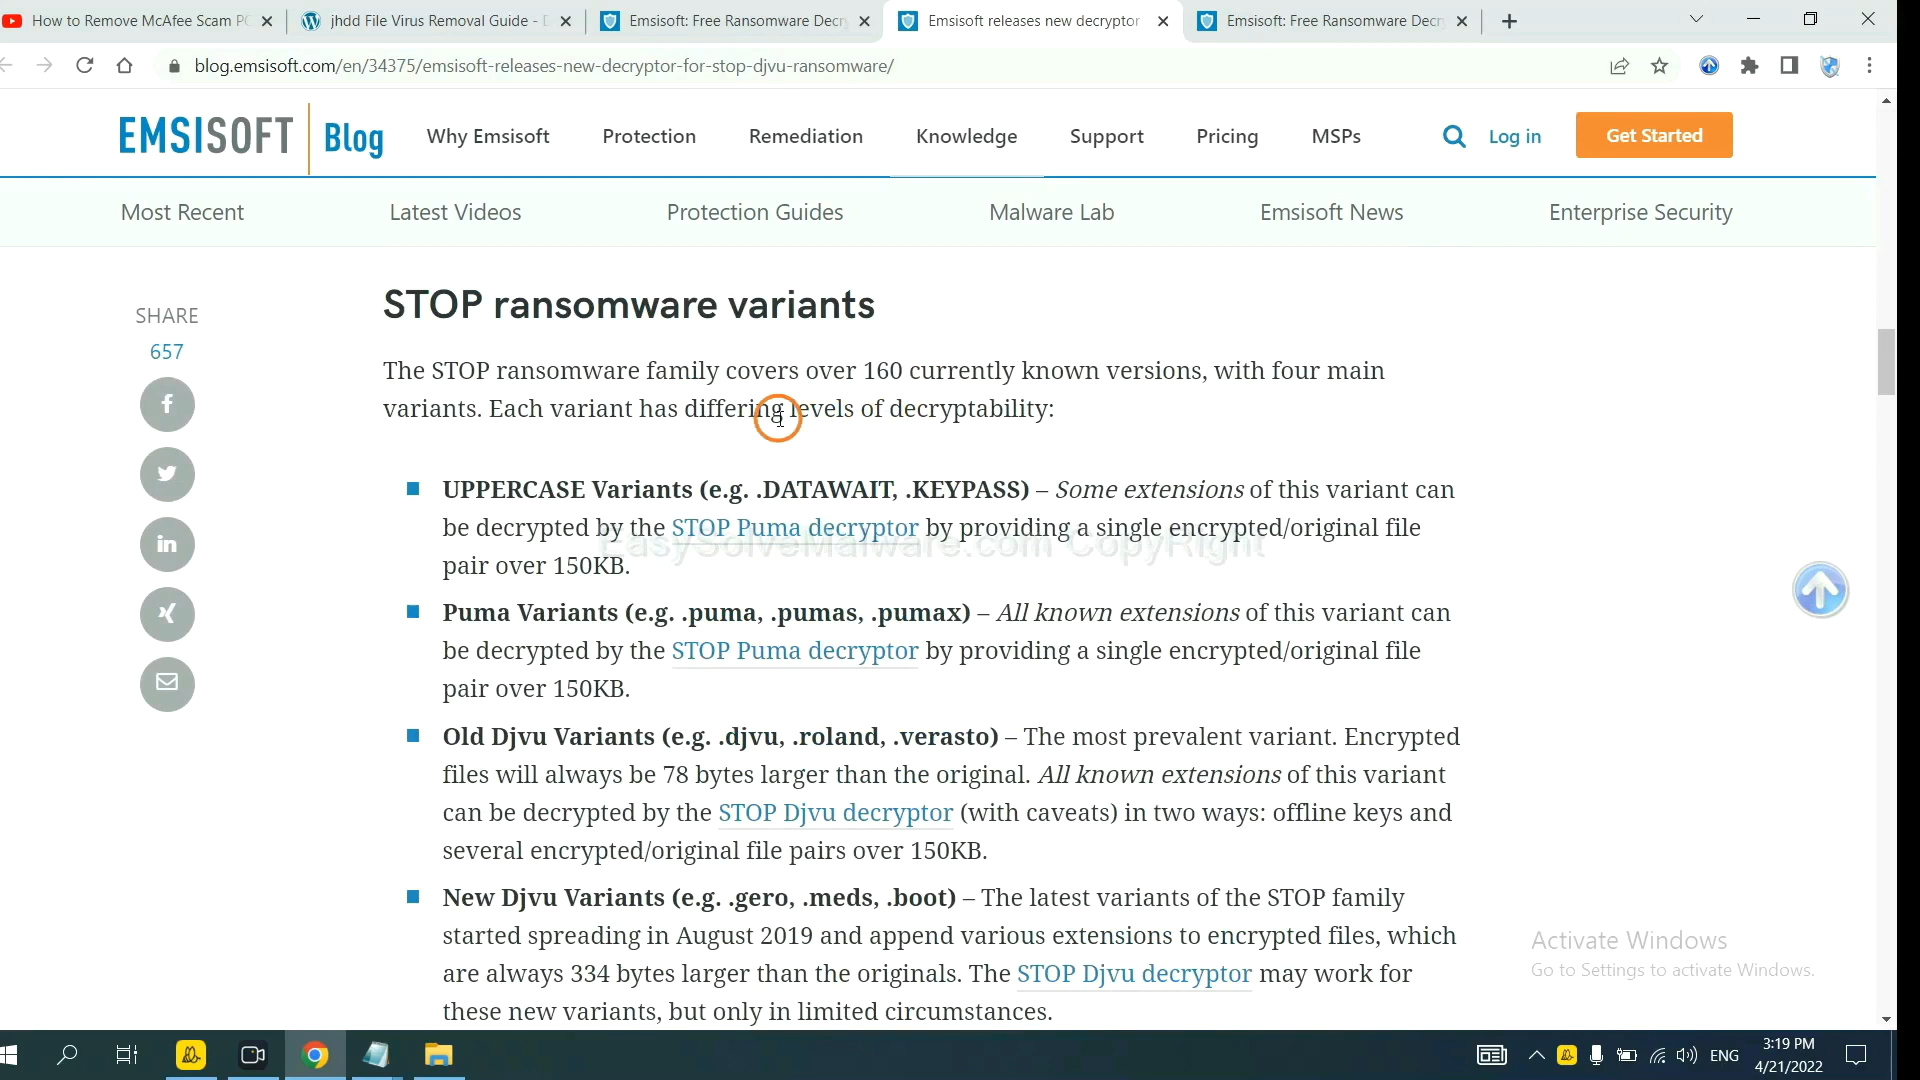 How to Remove McAfee Scam P
jhdd File Virus Removal Guide - D
Emsisoft: Free Ransomware Decr
Emsisoft releases new decryptor
Emsisoft: Free Ransomware Decr
blog.emsisoft.com/en/34375/emsisoft-releases-new-decryptor-for-stop-djvu-ransomware/
EMSISOFT Blog
Why Emsisoft
Protection
Remediation
Knowledge
Support
Pricing
MSPs
Log in
Get Started
Most Recent
Latest Videos
Protection Guides
Malware Lab
Emsisoft News
Enterprise Security
SHARE
657
STOP ransomware variants
The STOP ransomware family covers over 160 currently known versions, with four main
variants. Each variant has differing levels of decryptability:
UPPERCASE Variants (e.g. .DATAWAIT, .KEYPASS) – Some extensions of this variant can
be decrypted by the STOP Puma decryptor by providing a single encrypted/original file
EasySolveMalware.com CopyRight
pair over 150KB.
Puma Variants (e.g. .puma, .pumas, .pumax) – All known extensions of this variant can
be decrypted by the STOP Puma decryptor by providing a single encrypted/original file
pair over 150KB.
Old Djvu Variants (e.g. .djvu, .roland, .verasto) – The most prevalent variant. Encrypted
files will always be 78 bytes larger than the original. All known extensions of this variant
can be decrypted by the STOP Djvu decryptor (with caveats) in two ways: offline keys and
several encrypted/original file pairs over 150KB.
New Djvu Variants (e.g. .gero, .meds, .boot) – The latest variants of the STOP family
started spreading in August 2019 and append various extensions to encrypted files, which
are always 334 bytes larger than the originals. The STOP Djvu decryptor may work for
these new variants, but only in limited circumstances.
Activate Windows
Go to Settings to activate Windows.
ENG
3:19 PM
4/21/2022